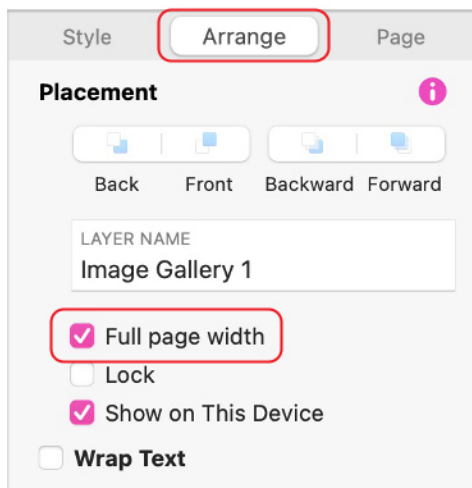 Style Arrange Page
Placement
Back Front Backward Forward
LAYER NAME
Image Gallery 1
Full page width
Lock
Show on This Device
Wrap Text